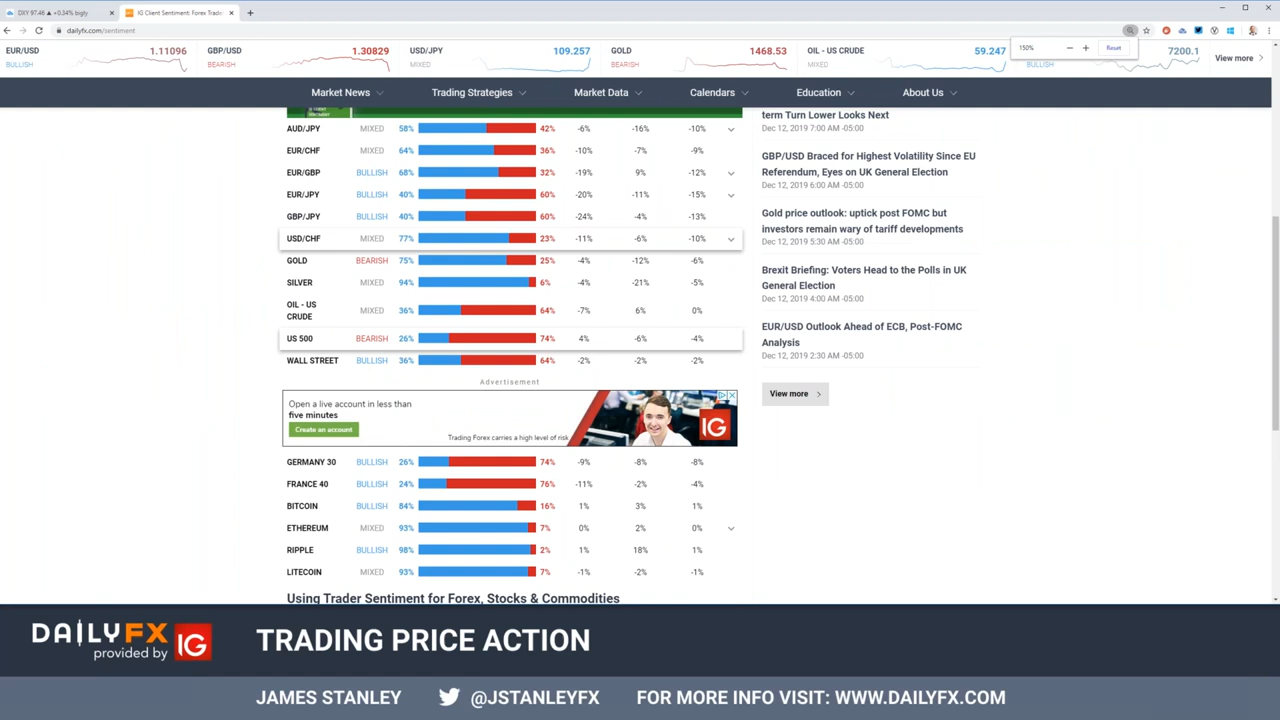 DXY 97.46 ▲ +0.34% bigly
IG Client Sentiment: Forex Trad
dailyfx.com/sentiment
150%
Reset
EUR/USD 1.11096
BULLISH
GBP/USD 1.30829
BEARISH
USD/JPY 109.257
MIXED
GOLD 1468.53
BEARISH
OIL - US CRUDE 59.247
MIXED
7200.1
BULLISH
View more
Market News
Trading Strategies
Market Data
Calendars
Education
About Us
AUD/JPY MIXED 58% 42% -6% -16% -10%
EUR/CHF MIXED 64% 36% -10% -7% -9%
EUR/GBP BULLISH 68% 32% -19% 9% -12%
EUR/JPY BULLISH 40% 60% -20% -11% -15%
GBP/JPY BULLISH 40% 60% -24% -4% -13%
USD/CHF MIXED 77% 23% -11% -6% -10%
GOLD BEARISH 75% 25% -4% -12% -6%
SILVER MIXED 94% 6% -4% -21% -5%
OIL - US
CRUDE MIXED 36% 64% -7% 6% 0%
US 500 BEARISH 26% 74% 4% -6% -4%
WALL STREET BULLISH 36% 64% -2% -2% -2%
Advertisement
Open a live account in less than
five minutes
Create an account
Trading Forex carries a high level of risk.
IG
GERMANY 30 BULLISH 26% 74% -9% -8% -8%
FRANCE 40 BULLISH 24% 76% -11% -2% -4%
BITCOIN BULLISH 84% 16% 1% 3% 1%
ETHEREUM MIXED 93% 7% 0% 2% 0%
RIPPLE BULLISH 98% 2% 1% 18% 1%
LITECOIN MIXED 93% 7% -1% -2% -1%
Using Trader Sentiment for Forex, Stocks & Commodities
term Turn Lower Looks Next
Dec 12, 2019 7:00 AM -05:00
GBP/USD Braced for Highest Volatility Since EU
Referendum, Eyes on UK General Election
Dec 12, 2019 6:00 AM -05:00
Gold price outlook: uptick post FOMC but
investors remain wary of tariff developments
Dec 12, 2019 5:30 AM -05:00
Brexit Briefing: Voters Head to the Polls in UK
General Election
Dec 12, 2019 4:00 AM -05:00
EUR/USD Outlook Ahead of ECB, Post-FOMC
Analysis
Dec 12, 2019 2:30 AM -05:00
View more
DAILYFX
provided by IG
TRADING PRICE ACTION
JAMES STANLEY
@JSTANLEYFX
FOR MORE INFO VISIT: WWW.DAILYFX.COM